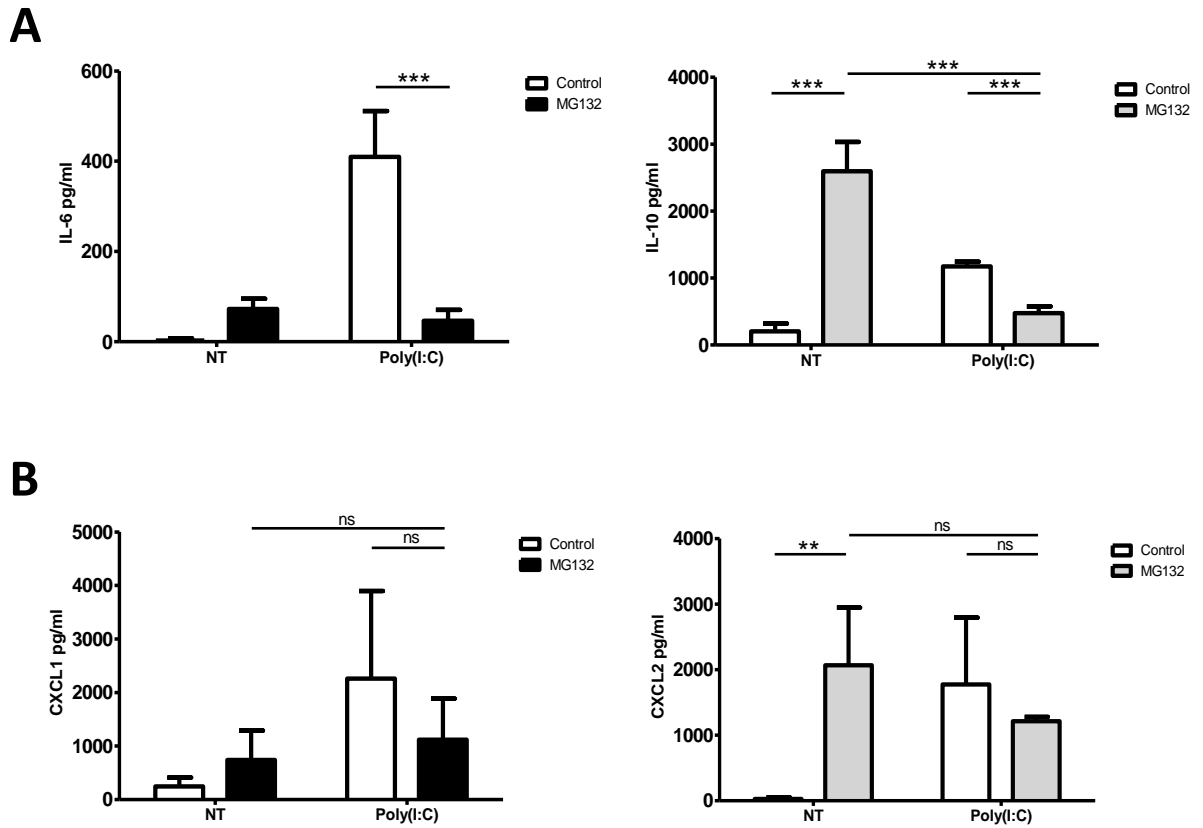 A
600
400
200
0
IL-6 pg/ml
***
Control
MG132
NT
Poly(I:C)
4000
3000
2000
1000
0
IL-10 pg/ml
***
***
***
Control
MG132
NT
Poly(I:C)
B
5000
4000
3000
2000
1000
0
CXCL1 pg/ml
ns
ns
Control
MG132
NT
Poly(I:C)
4000
3000
2000
1000
0
CXCL2 pg/ml
ns
**
ns
Control
MG132
NT
Poly(I:C)